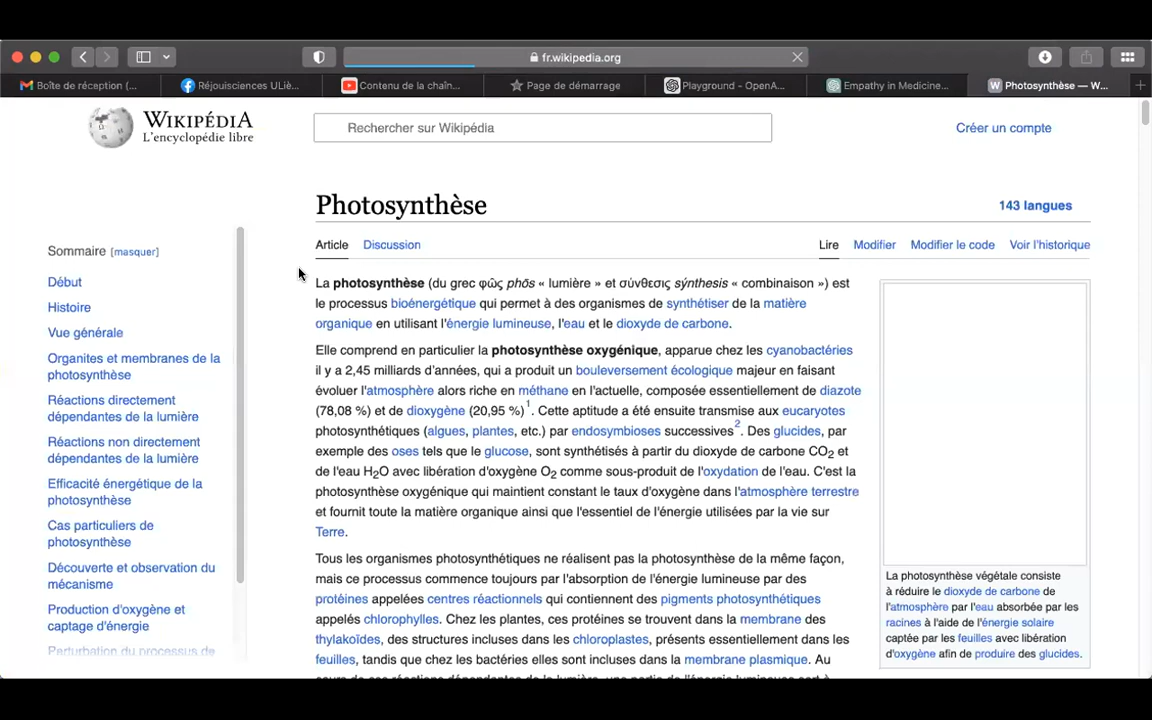 fr.wikipedia.org
Boîte de réception (...
Réjouisciences ULiè...
Contenu de la chaîn...
Page de démarrage
Playground - OpenA...
Empathy in Medicine...
Photosynthèse — W...
WIKIPÉDIA
L'encyclopédie libre
Rechercher sur Wikipédia
Créer un compte
Photosynthèse
143 langues
Article Discussion Lire Modifier Modifier le code Voir l'historique
Sommaire [masquer]
Début
Histoire
Vue générale
Organites et membranes de la
photosynthèse
Réactions directement
dépendantes de la lumière
Réactions non directement
dépendantes de la lumière
Efficacité énergétique de la
photosynthèse
Cas particuliers de
photosynthèse
Découverte et observation du
mécanisme
Production d'oxygène et
captage d'énergie
Perturbation du processus de
La photosynthèse (du grec φῶς phōs « lumière » et σύνθεσις sýnthesis « combinaison ») est
le processus bioénergétique qui permet à des organismes de synthétiser de la matière
organique en utilisant l'énergie lumineuse, l'eau et le dioxyde de carbone.
Elle comprend en particulier la photosynthèse oxygénique, apparue chez les cyanobactéries
il y a 2,45 milliards d'années, qui a produit un bouleversement écologique majeur en faisant
évoluer l'atmosphère alors riche en méthane en l'actuelle, composée essentiellement de diazote
(78,08 %) et de dioxygène (20,95 %)1. Cette aptitude a été ensuite transmise aux eucaryotes
photosynthétiques (algues, plantes, etc.) par endosymbioses successives2. Des glucides, par
exemple des oses tels que le glucose, sont synthétisés à partir du dioxyde de carbone CO2 et
de l'eau H2O avec libération d'oxygène O2 comme sous-produit de l'oxydation de l'eau. C'est la
photosynthèse oxygénique qui maintient constant le taux d'oxygène dans l'atmosphère terrestre
et fournit toute la matière organique ainsi que l'essentiel de l'énergie utilisées par la vie sur
Terre.
Tous les organismes photosynthétiques ne réalisent pas la photosynthèse de la même façon,
mais ce processus commence toujours par l'absorption de l'énergie lumineuse par des
protéines appelées centres réactionnels qui contiennent des pigments photosynthétiques
appelés chlorophylles. Chez les plantes, ces protéines se trouvent dans la membrane des
thylakoïdes, des structures incluses dans les chloroplastes, présents essentiellement dans les
feuilles, tandis que chez les bactéries elles sont incluses dans la membrane plasmique. Au
La photosynthèse végétale consiste
à réduire le dioxyde de carbone de
l'atmosphère par l'eau absorbée par les
racines à l'aide de l'énergie solaire
captée par les feuilles avec libération
d'oxygène afin de produire des glucides.